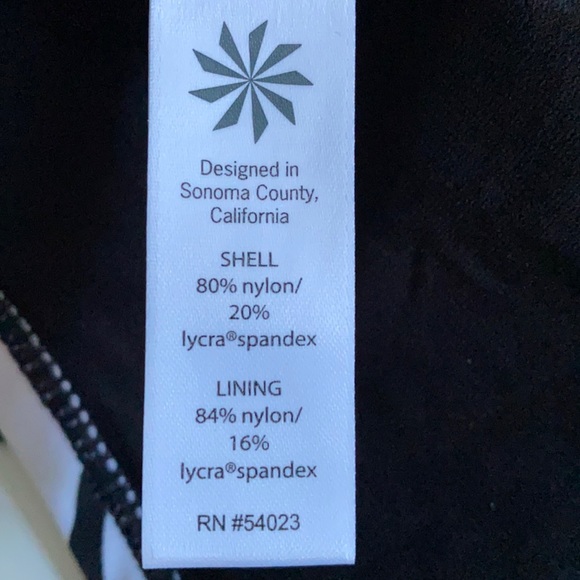 Designed in
Sonoma County,
California
SHELL
80% nylon/
20%
lycra®spandex
LINING
84% nylon/
16%
lycra®spandex
RN #54023